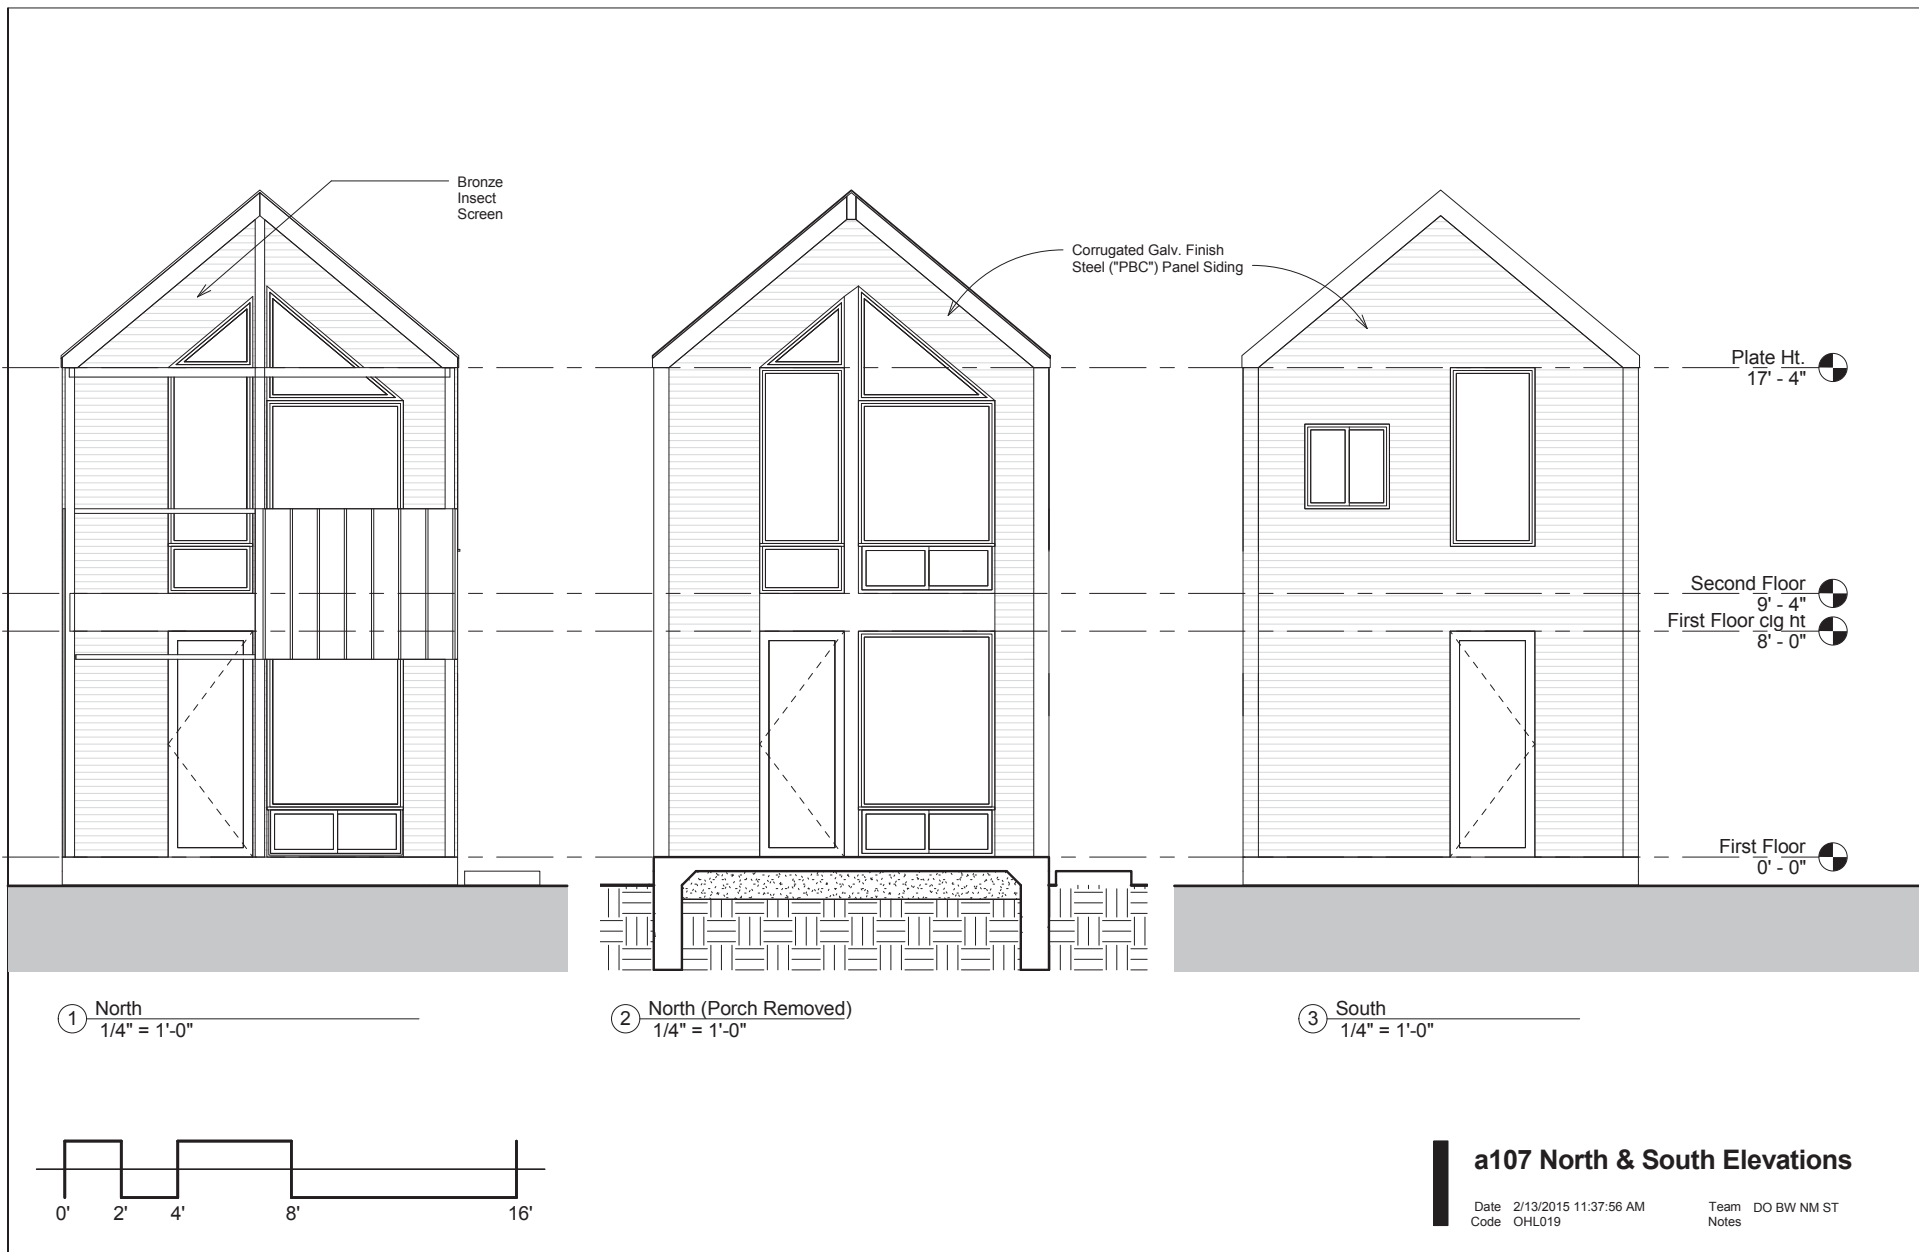 Bronze
Insect
Screen
Corrugated Galv. Finish
Steel ("PBC") Panel Siding
Plate Ht.
17' - 4"
Second Floor
9' - 4"
First Floor clg ht
8' - 0"
First Floor
0' - 0"
1 North
1/4" = 1'-0"
2 North (Porch Removed)
1/4" = 1'-0"
3 South
1/4" = 1'-0"
0' 2' 4' 8' 16'
a107 North & South Elevations
Date 2/13/2015 11:37:56 AM Team DO BW NM ST
Code OHL019 Notes